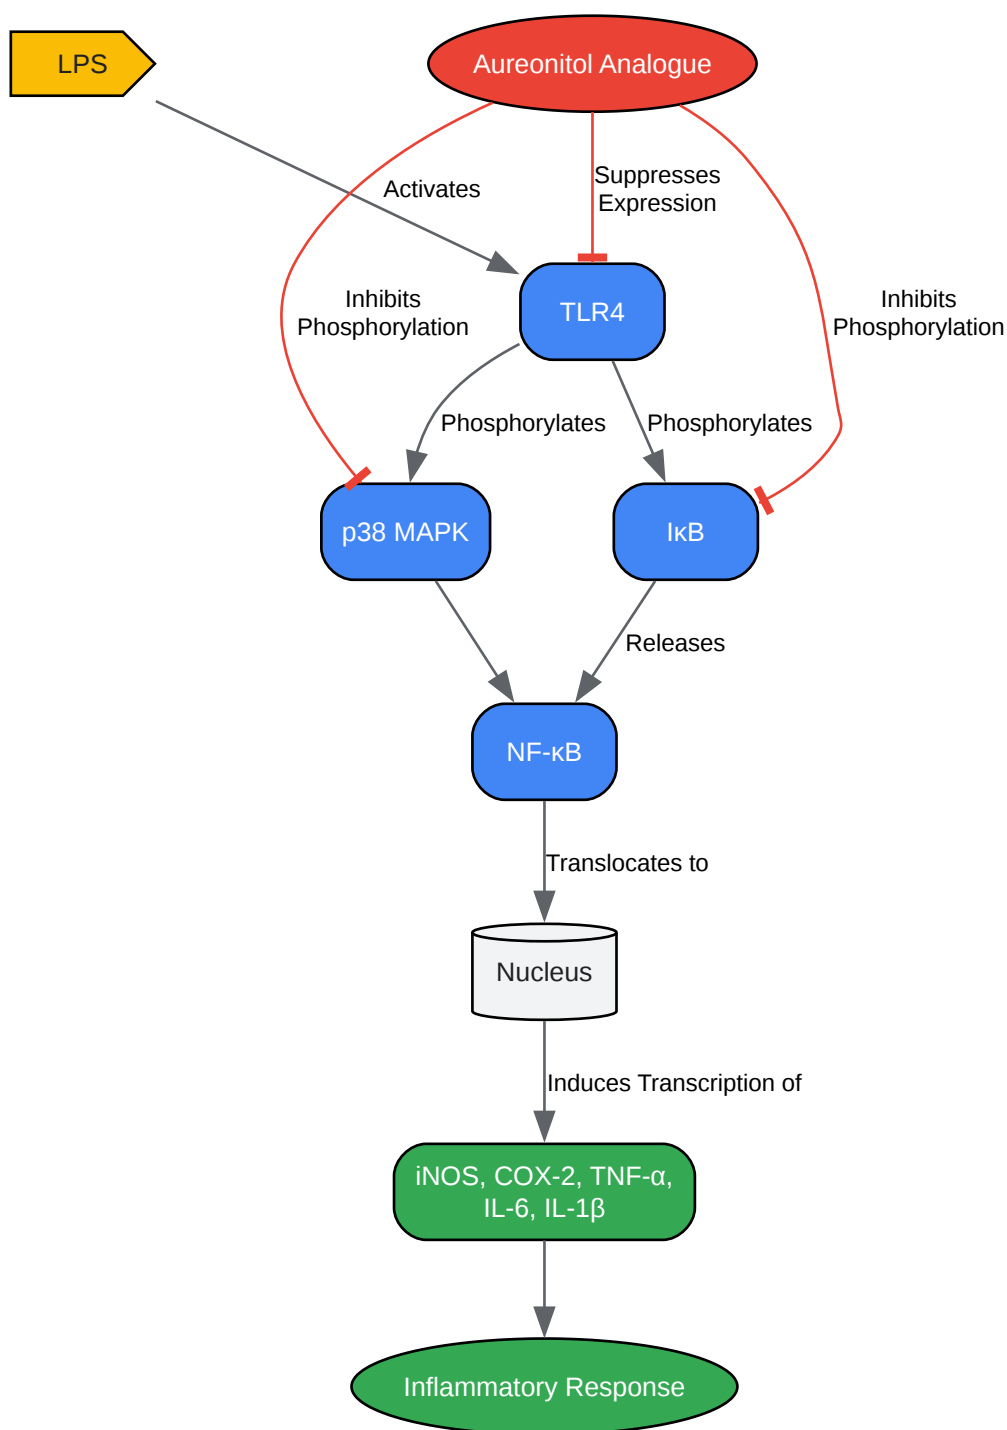 LPS
Aureonitol Analogue
Activates
Suppresses
Expression
Inhibits
Phosphorylation
TLR4
Inhibits
Phosphorylation
Phosphorylates
Phosphorylates
p38 MAPK
IκB
Releases
NF-κB
Translocates to
Nucleus
Induces Transcription of
iNOS, COX-2, TNF-α,
IL-6, IL-1β
Inflammatory Response